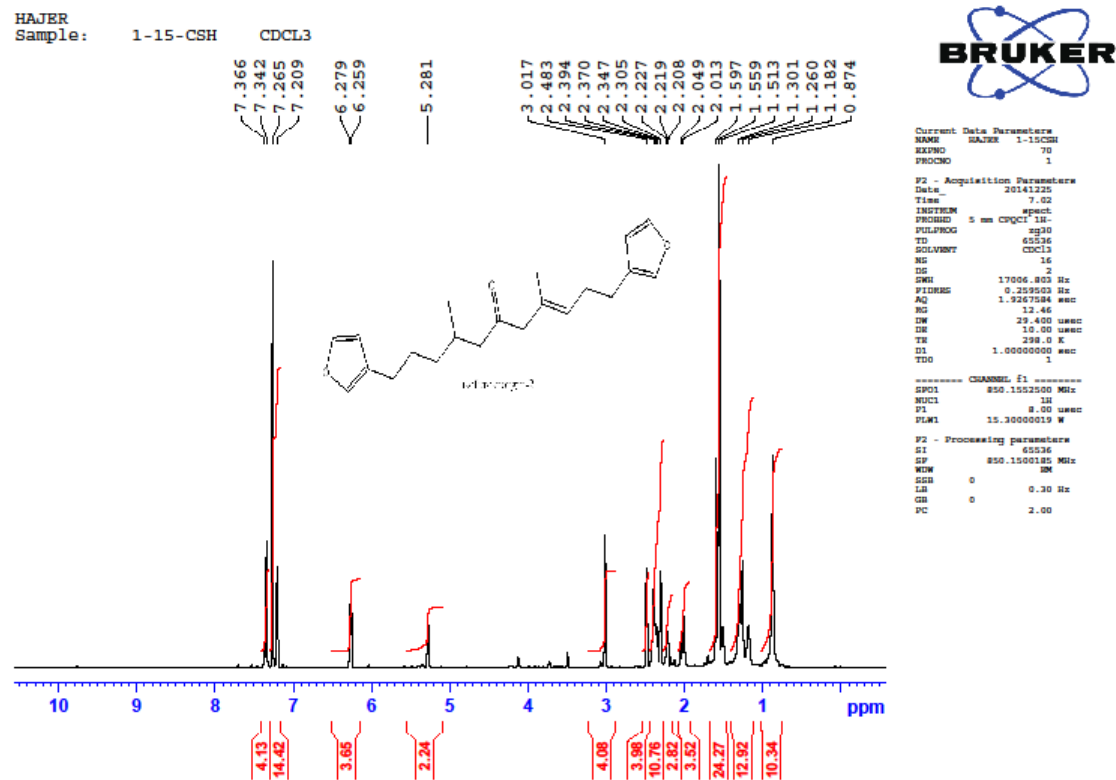 HAJER
Sample: 1-15-CSH CDCL3
BRUKER
7.366
7.342
7.265
7.209
6.279
6.259
5.281
3.017
2.483
2.394
2.370
2.347
2.305
2.227
2.219
2.208
2.049
2.013
1.597
1.559
1.513
1.301
1.260
1.182
0.874
Current Data Parameters
NAME HAJER 1-15CSH
EXPNO 70
PROCNO 1
F2 - Acquisition Parameters
Date_ 20141225
Time 7.02
INSTRUM spect
PROBHD 5 mm CPQCI 1H-
PULPROG zg30
TD 65536
SOLVENT CDCl3
NS 16
DS 2
SWH 17006.803 Hz
FIDRES 0.259503 Hz
AQ 1.9267584 sec
RG 12.46
DW 29.400 usec
DE 10.00 usec
TE 298.0 K
D1 1.00000000 sec
TD0 1
======== CHANNEL f1 ========
SFO1 850.1552500 MHz
NUC1 1H
P1 8.00 usec
PLW1 15.30000019 W
F2 - Processing parameters
SI 65536
SF 850.1500185 MHz
WDW EM
SSB 0
LB 0.30 Hz
GB 0
PC 2.00
10 9 8 7 6 5 4 3 2 1 ppm
4.13
14.42
3.65
2.24
4.08
3.98
10.76
2.82
3.52
24.27
12.92
10.34